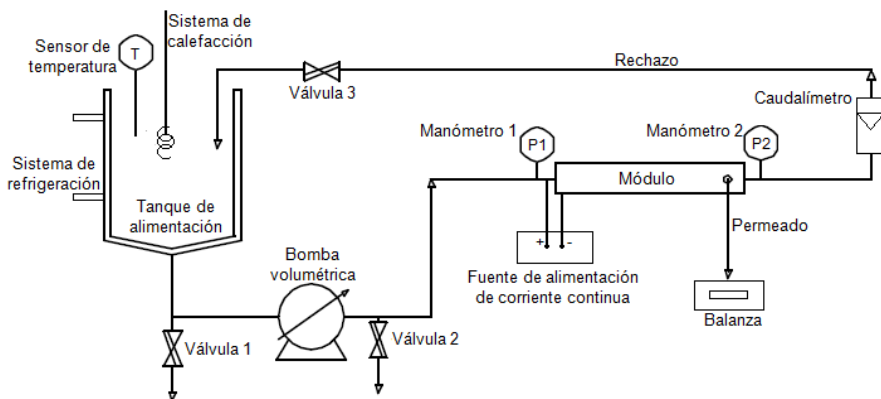 Sistema de
calefacción
Sensor de
temperatura
T
Rechazo
Válvula 3
Caudalímetro
Manómetro 1
P1
Manómetro 2
P2
Sistema de
refrigeración
Módulo
Tanque de
alimentación
Permeado
+ -
Bomba
volumétrica
Fuente de alimentación
de corriente continua
Balanza
Válvula 1
Válvula 2